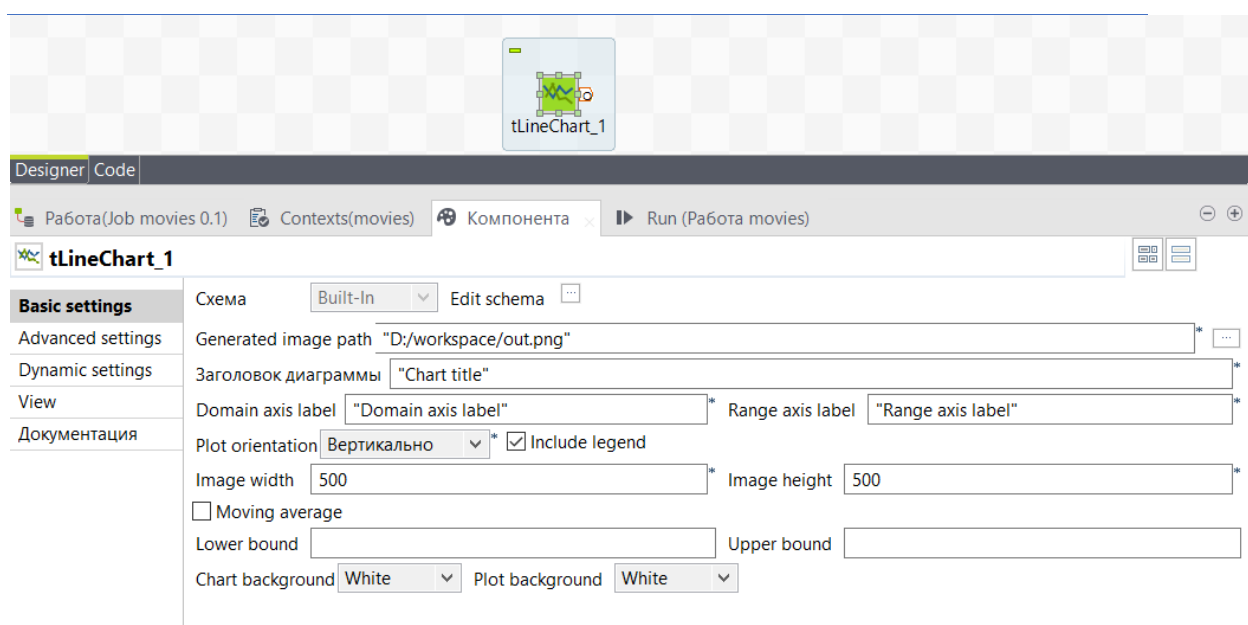 tLineChart_1
Designer Code
Работа(Job movies 0.1) Contexts(movies) Компонента Run (Работа movies)
tLineChart_1
Basic settings
Advanced settings
Dynamic settings
View
Документация
Схема Built-In Edit schema ...
Generated image path "D:/workspace/out.png" * ...
Заголовок диаграммы "Chart title" *
Domain axis label "Domain axis label" * Range axis label "Range axis label" *
Plot orientation Вертикально * Include legend
Image width 500 * Image height 500 *
Moving average
Lower bound Upper bound
Chart background White Plot background White